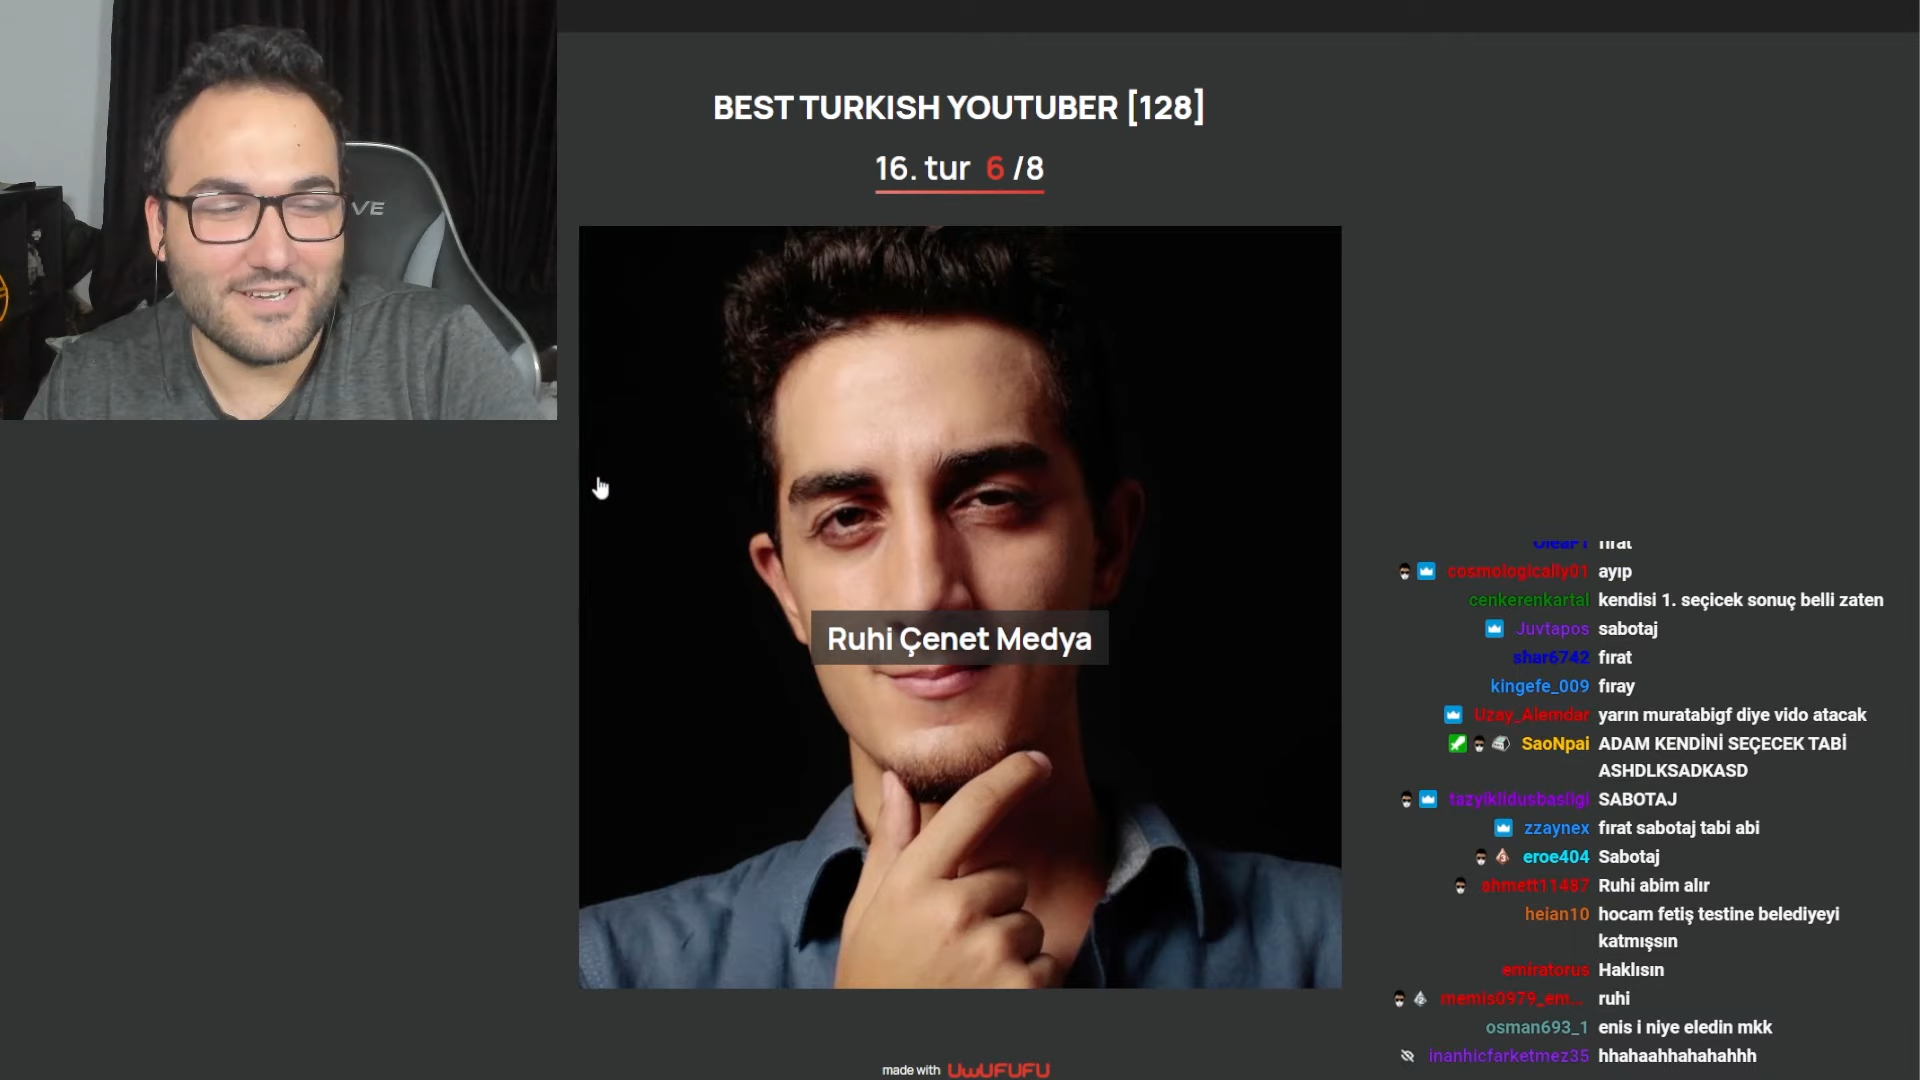 VE
BEST TURKISH YOUTUBER [128]
16. tur 6 /8
Ruhi Çenet Medya
fırat
cosmologically01 ayıp
cenkerenkartal kendisi 1. seçicek sonuç belli zaten
Juvtapos sabotaj
shar6742 fırat
kingefe_009 fıray
Uzay_Alemdar yarın muratabigf diye vido atacak
SaoNpai ADAM KENDİNİ SEÇECEK TABİ
ASHDLKSADKASD
tazyiklidusbasligi SABOTAJ
zzaynex fırat sabotaj tabi abi
eroe404 Sabotaj
ahmett11487 Ruhi abim alır
heian10 hocam fetiş testine belediyeyi
katmışsın
emiratorus Haklısın
memis0979_em... ruhi
osman693_1 enis i niye eledin mkk
inanhicfarketmez35 hhahaahhahahahhh
made with UwUFUFU